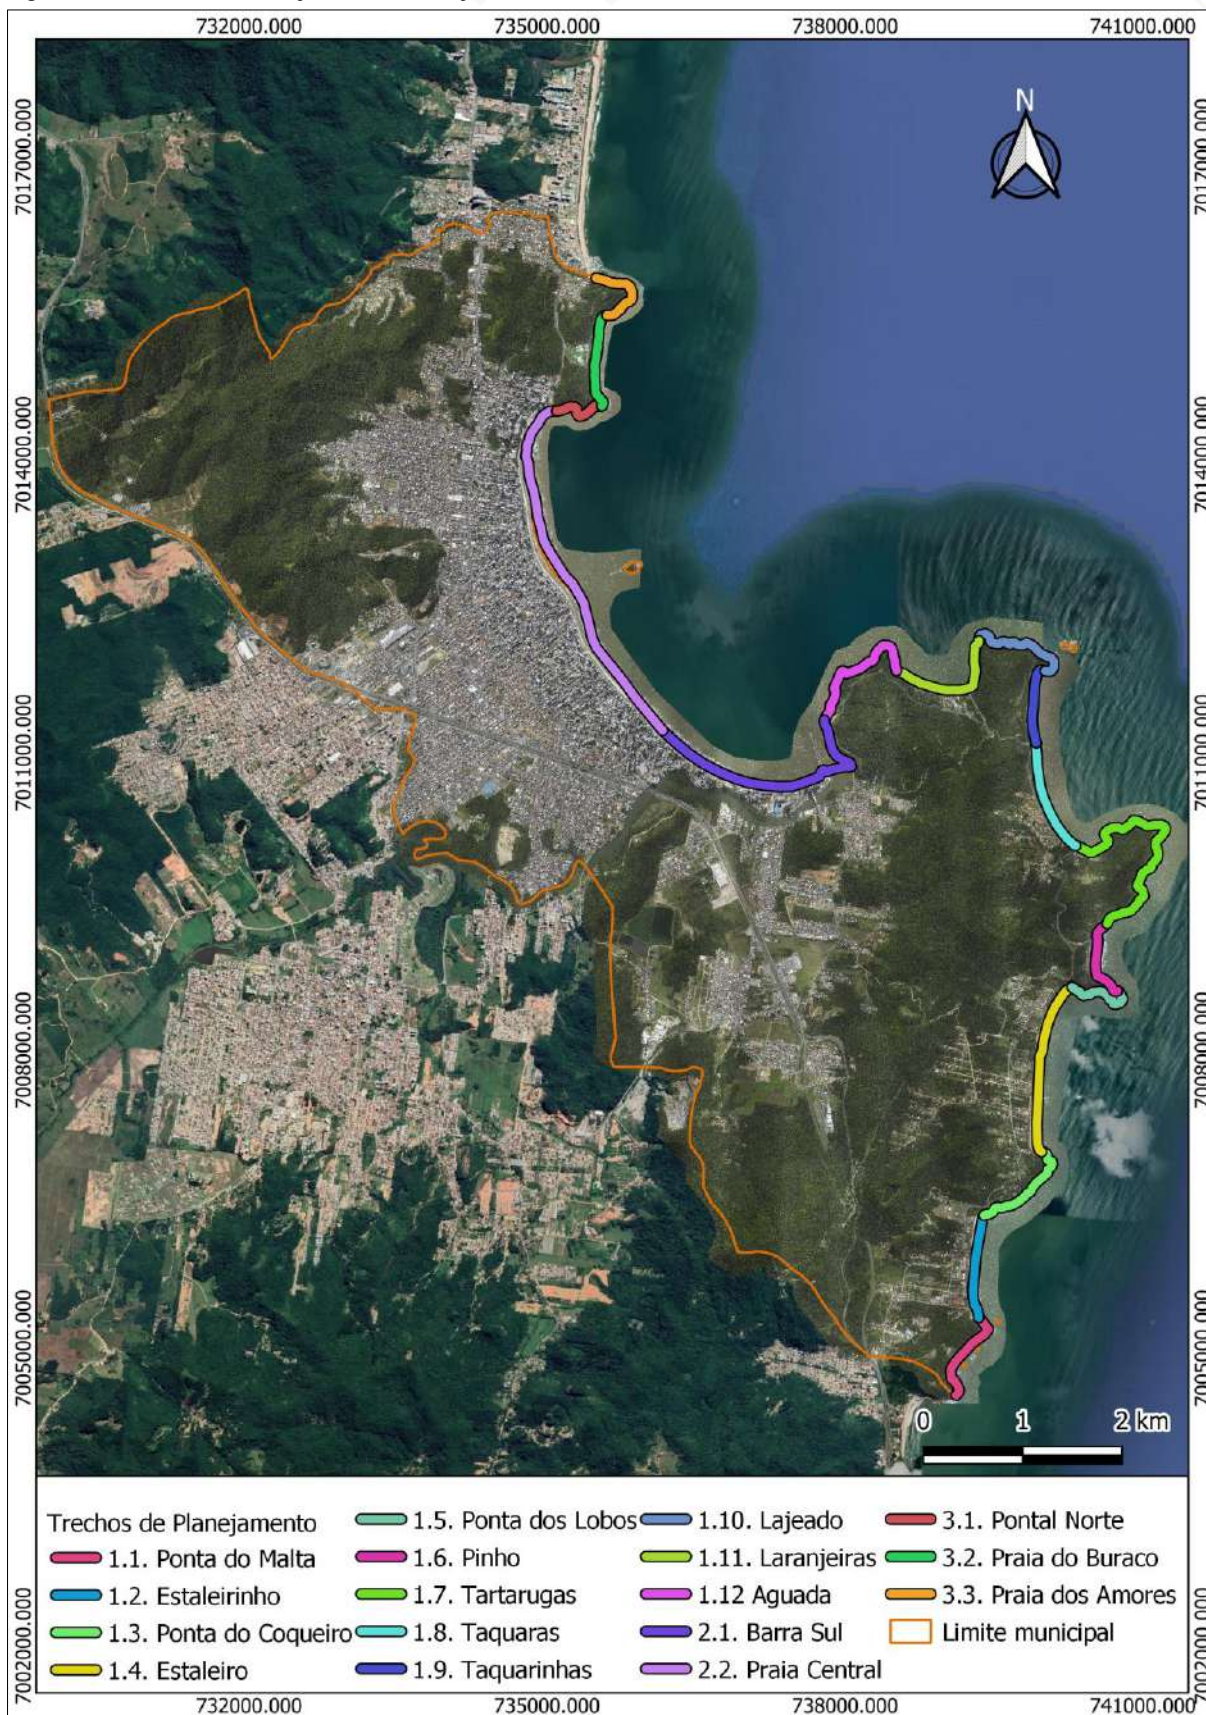 732000.000 735000.000 738000.000 741000.000
7017000.000
7014000.000
7011000.000
7008000.000
7005000.000
7002000.000
N
7017000.000
7014000.000
7011000.000
7008000.000
7005000.000
7002000.000
0 1 2 km
Trechos de Planejamento
1.1. Ponta do Malta
1.2. Estaleirinho
1.3. Ponta do Coqueiro
1.4. Estaleiro
1.5. Ponta dos Lobos
1.6. Pinho
1.7. Tartarugas
1.8. Taquaras
1.9. Taquarinhas
1.10. Lajeado
1.11. Laranjeiras
1.12 Aguada
2.1. Barra Sul
2.2. Praia Central
3.1. Pontal Norte
3.2. Praia do Buraco
3.3. Praia dos Amores
Limite municipal
732000.000 735000.000 738000.000 741000.000